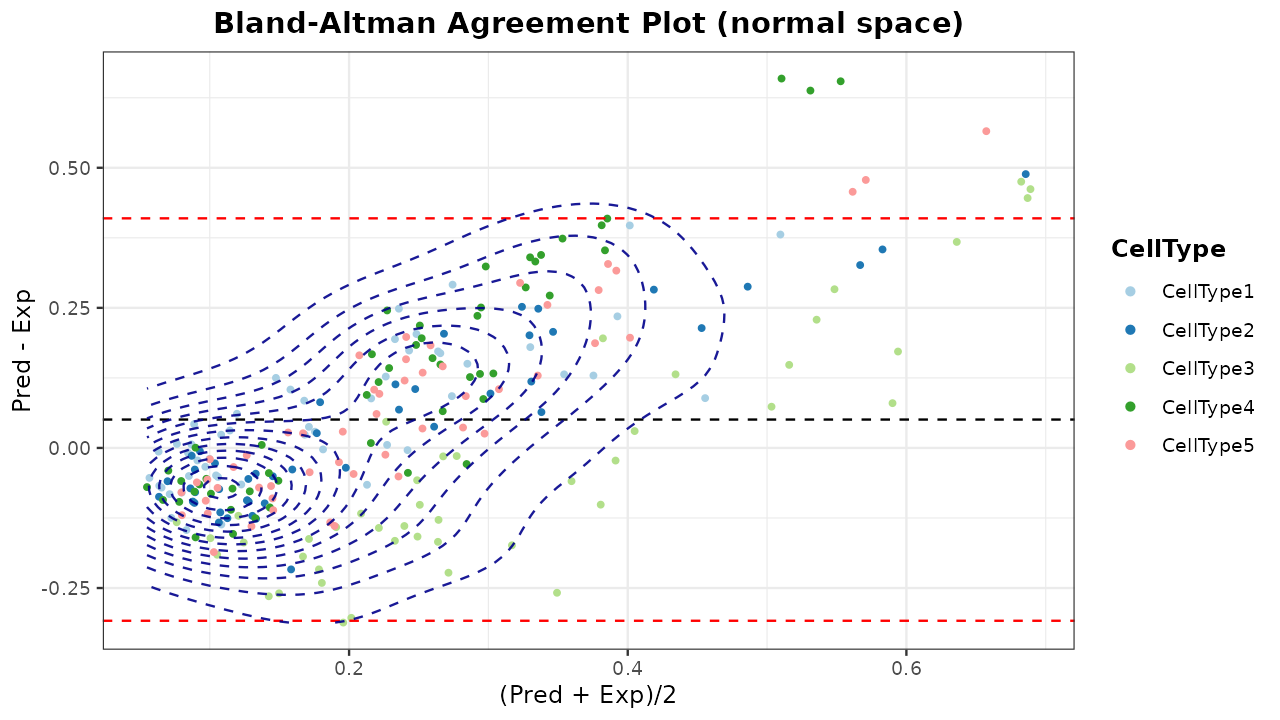 Bland-Altman Agreement Plot (normal space)
Pred - Exp
0.50
0.25
0.00
-0.25
0.2
0.4
0.6
(Pred + Exp)/2
CellType
CellType1
CellType2
CellType3
CellType4
CellType5